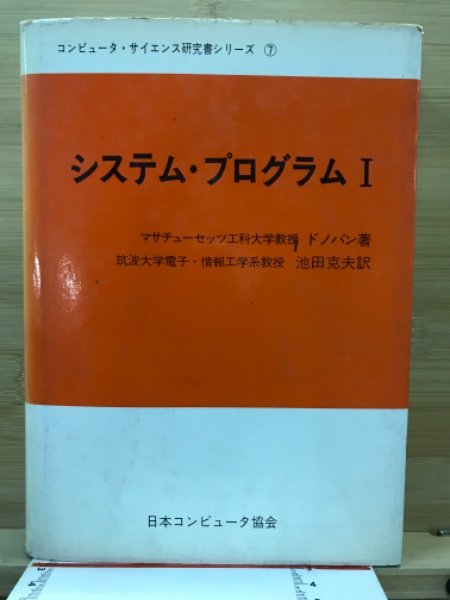 コンピュータ・サイエンス研究書シリーズ ⑦
システム・プログラム I
マサチューセッツ工科大学教授 ドノバン著
筑波大学電子・情報工学系教授 池田克夫訳
日本コンピュータ協会